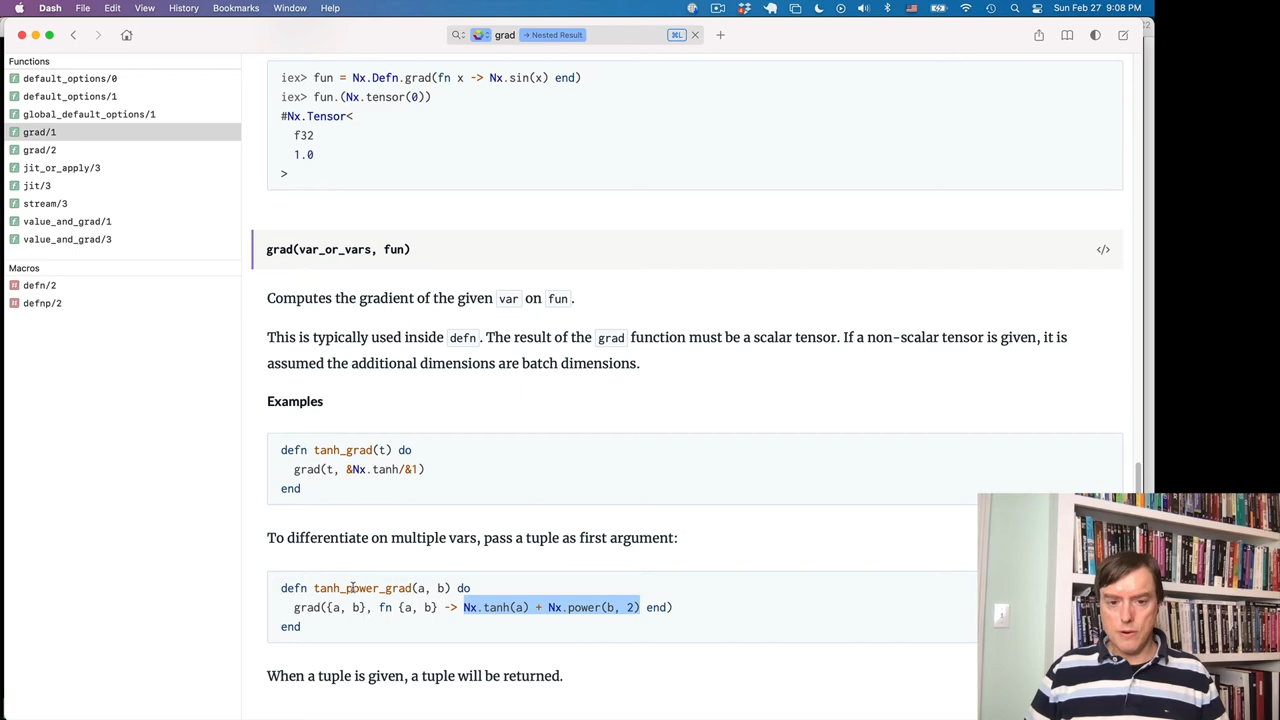 Dash File Edit View History Bookmarks Window Help
Sun Feb 27 9:08 PM
grad → Nested Result ⌘L
Functions
default_options/0
default_options/1
global_default_options/1
grad/1
grad/2
jit_or_apply/3
jit/3
stream/3
value_and_grad/1
value_and_grad/3
Macros
defn/2
defnp/2
iex> fun = Nx.Defn.grad(fn x -> Nx.sin(x) end)
iex> fun.(Nx.tensor(0))
#Nx.Tensor<
f32
1.0
>
grad(var_or_vars, fun) </>
Computes the gradient of the given var on fun.
This is typically used inside defn. The result of the grad function must be a scalar tensor. If a non-scalar tensor is given, it is
assumed the additional dimensions are batch dimensions.
Examples
defn tanh_grad(t) do
grad(t, &Nx.tanh/&1)
end
To differentiate on multiple vars, pass a tuple as first argument:
defn tanh_power_grad(a, b) do
grad({a, b}, fn {a, b} -> Nx.tanh(a) + Nx.power(b, 2) end)
end
When a tuple is given, a tuple will be returned.